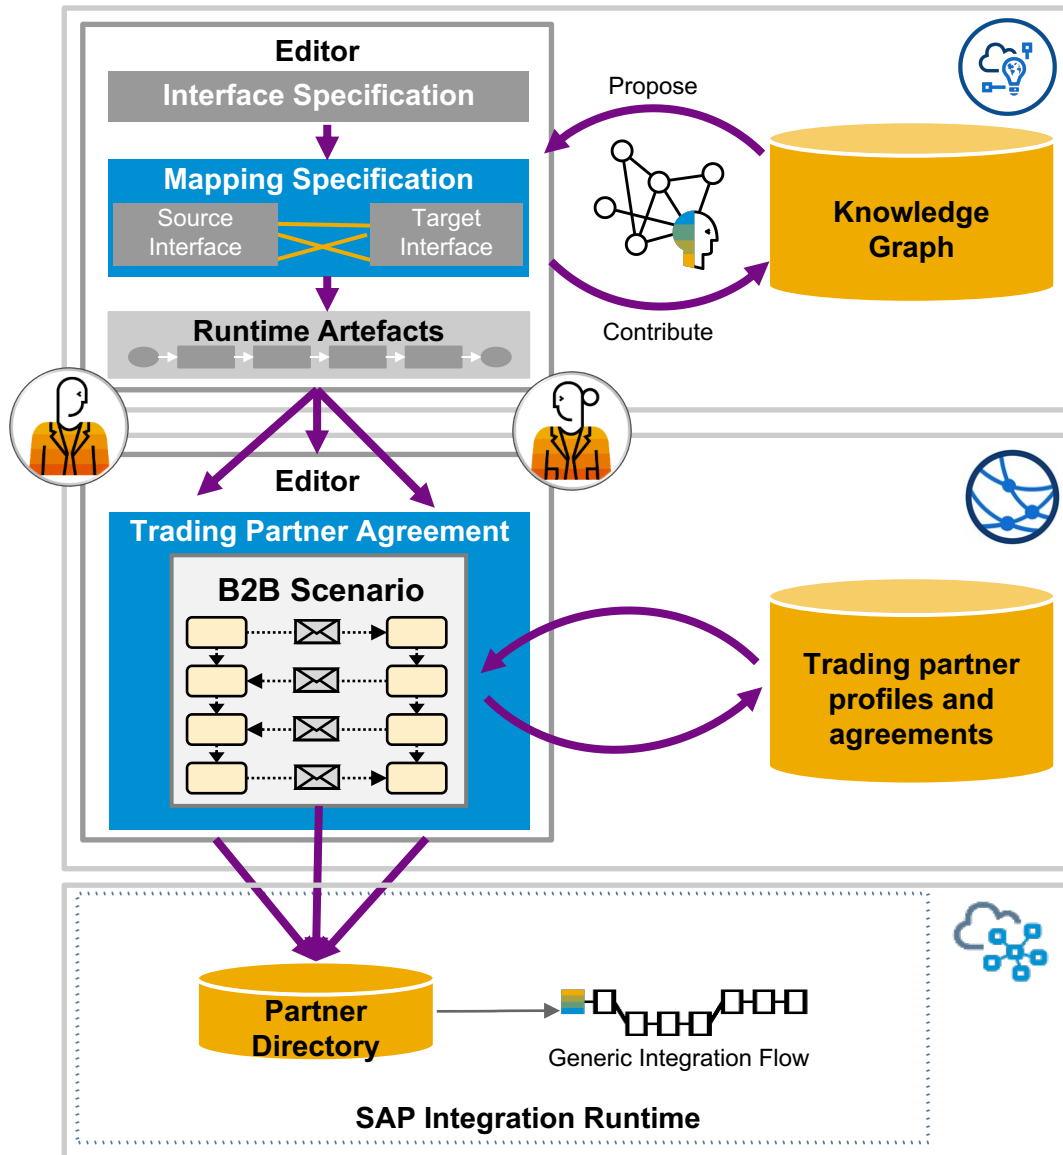 Editor
Interface Specification
Propose
Mapping Specification
Source
Interface
Target
Interface
Knowledge
Graph
Contribute
Runtime Artefacts
Editor
Trading Partner Agreement
B2B Scenario
Trading partner
profiles and
agreements
Partner
Directory
Generic Integration Flow
SAP Integration Runtime